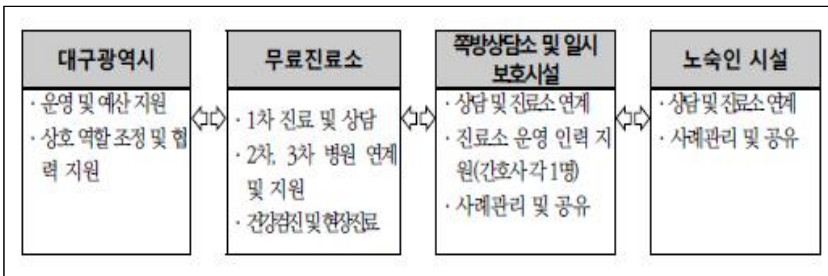 대구광역시
· 운영 및 예산 지원
· 상호 역할 조정 및 협
력 지원
무료진료소
· 1차 진료 및 상담
· 2차, 3차 병원 연계
및 지원
· 건강검진 및 현장진료
쪽방상담소 및 일시
보호시설
· 상담 및 진료소 연계
· 진료소 운영 인력 지
원(간호사 각 1명)
· 사례관리 및 공유
노숙인 시설
· 상담 및 진료소 연계
· 사례관리 및 공유